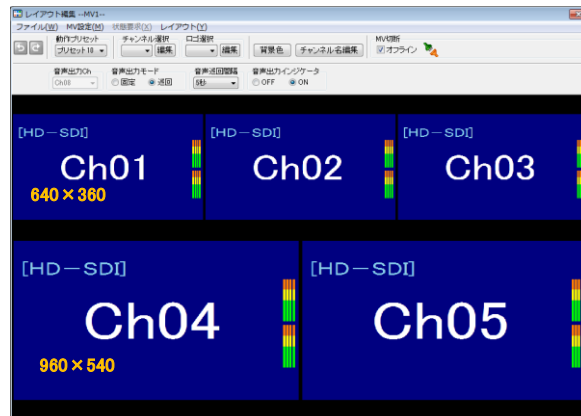 レイアウト編集 --MV1--
ファイル(W) MV設定(M) 状態要求(X) レイアウト(Y)
動作プリセット チャンネル選択 ロゴ選択 MV切断
プリセット10 編集 編集 背景色 チャンネル名編集 オフライン
音声出力Ch 音声出力モード 音声巡回間隔 音声出力インジケータ
Ch08 固定 巡回 5秒 OFF ON
[HD-SDI] [HD-SDI] [HD-SDI]
Ch01 Ch02 Ch03
640×360
[HD-SDI] [HD-SDI]
Ch04 Ch05
960×540